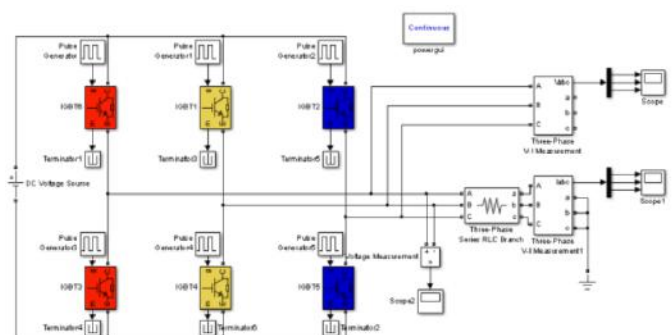 Continuous
powergui
Pulse
Generator
Pulse
Generator1
Pulse
Generator2
IGBT1
IGBT2
Vabc
A
a
B
b
C
c
Scope
Three-Phase
V-I Measurement
Terminator1
Terminator3
Terminator5
DC Voltage Source
Iabc
A
a
A
a
B
b
B
b
C
c
C
c
Scope1
Three-Phase
Series RLC Branch
Three-Phase
V-I Measurement1
Pulse
Generator3
Pulse
Generator4
Pulse
Generator5
Voltage Measurement
Scope2
IGBT3
IGBT4
IGBT5
Terminator4
Terminator6
Terminator2